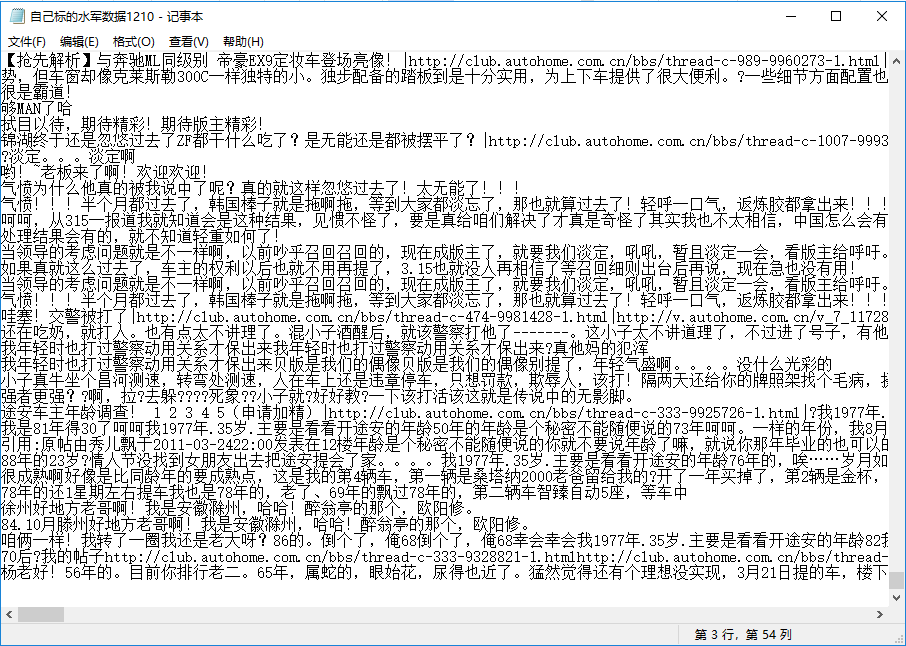 自己标的水军数据1210 - 记事本
文件(F) 编辑(E) 格式(O) 查看(V) 帮助(H)
【抢先解析】与奔驰ML同级别 帝豪EX9定妆车登场亮像! |http://club.autohome.com.cn/bbs/thread-c-989-9960273-1.html|
势，但车窗却像克莱斯勒300C一样独特的小。独步配备的踏板到是十分实用，为上下车提供了很大便利。?一些细节方面配置也
很是霸道!
够MAN了哈
拭目以待，期待精彩! 期待版主精彩!
锦湖终于还是忽悠过去了ZF都干什么吃了? 是无能还是都被摆平了? |http://club.autohome.com.cn/bbs/thread-c-1007-9993
?淡定。。。淡定啊
哟! ~老板来了啊! 欢迎欢迎!
气愤为什么他真的被我说中了呢? 真的就这样忽悠过去了! 太无能了! ! !
气愤! ! ! 半个月都过去了，韩国棒子就是拖啊拖，等到大家都淡忘了，那也就算过去了! 轻呼一口气，返炼胶都拿出来! ! !
呵呵，从315一报道我就知道会是这种结果，见惯不怪了，要是真给咱们解决了才真是奇怪了其实我也不太相信，中国怎么会有
处理结果会有的，就不知道轻重如何了!
当领导的考虑问题就是不一样啊，以前吵乎召回召回的，现在成版主了，就要我们淡定，吼吼，暂且淡定一会，看版主给呼吁。
如果真就这么过去了，车主的权利以后也就不用再提了，3.15也就没人再相信了等召回细则出台后再说，现在急也没有用!
当领导的考虑问题就是不一样啊，以前吵乎召回召回的，现在成版主了，就要我们淡定，吼吼，暂且淡定一会，看版主给呼吁。
气愤! ! ! 半个月都过去了，韩国棒子就是拖啊拖，等到大家都淡忘了，那也就算过去了! 轻呼一口气，返炼胶都拿出来! ! !
哇塞! 交警被打了|http://club.autohome.com.cn/bbs/thread-c-474-9981428-1.html|http://v.autohome.com.cn/v_7_11728
还在吃奶，就打人。也有点太不讲理了。混小子酒醒后，就该警察打他了-------。这小子太不讲道理了，不过进了号子，有他
我年轻时也打过警察动用关系才保出来我年轻时也打过警察动用关系才保出来?真他妈的犯浑
我年轻时也打过警察动用关系才保出来贝版是我们的偶像贝版是我们的偶像别提了，年轻气盛啊。。。。没什么光彩的
小子真牛坐个昌河测速，转弯处测速，人在车上还是违章停车，只想罚款，欺辱人，该打! 隔两天还给你的牌照架找个毛病，
强者更强? ?啊，拉?去躲????死象??小子就?好好教?一下该打活该这就是传说中的无影脚。
途安车主年龄调查! １２３４５（申请加精）|http://club.autohome.com.cn/bbs/thread-c-333-9925726-1.html|?我1977年.
我是81年得30了呵呵我1977年.35岁.主要是看看开途安的年龄50年的年龄是个秘密不能随便说的73年呵呵。一样的年份，我8月
引用:原帖由秀儿飘于2011-03-2422:00发表在12楼年龄是个秘密不能随便说的你就不要说年龄了嘛，就说你那年毕业的也可以的
88年的23岁?情人节没找到女朋友出去把途安提会了家。。。。我1977年.35岁.主要是看看开途安的年龄76年的，唉……岁月如
很成熟啊好像是比同龄年的要成熟点，这是我的第4辆车，第一辆是桑塔纳2000老爸留给我的?开了一年买掉了，第2辆是金杯，
78年的还1星期左右提车我也是78年的，老了、69年的飘过78年的，第二辆车智臻自动5座，等车中
徐州好地方老哥啊! 我是安徽滁州，哈哈! 醉翁亭的那个，欧阳修。
84.10月滕州好地方老哥啊! 我是安徽滁州，哈哈! 醉翁亭的那个，欧阳修。
咱俩一样! 我转了一圈我还是老大呀? 86的。倒个了，俺68倒个了，俺68幸会幸会我1977年.35岁.主要是看看开途安的年龄82
70后?我的帖子http://club.autohome.com.cn/bbs/thread-c-333-9328821-1.htmlhttp://club.autohome.com.cn/bbs/thread-
杨老好! 56年的。目前你排行老二。65年，属蛇的，眼始花，尿得也近了。猛然觉得还有个理想没实现，3月21日提的车，楼下
第 3 行，第 54 列